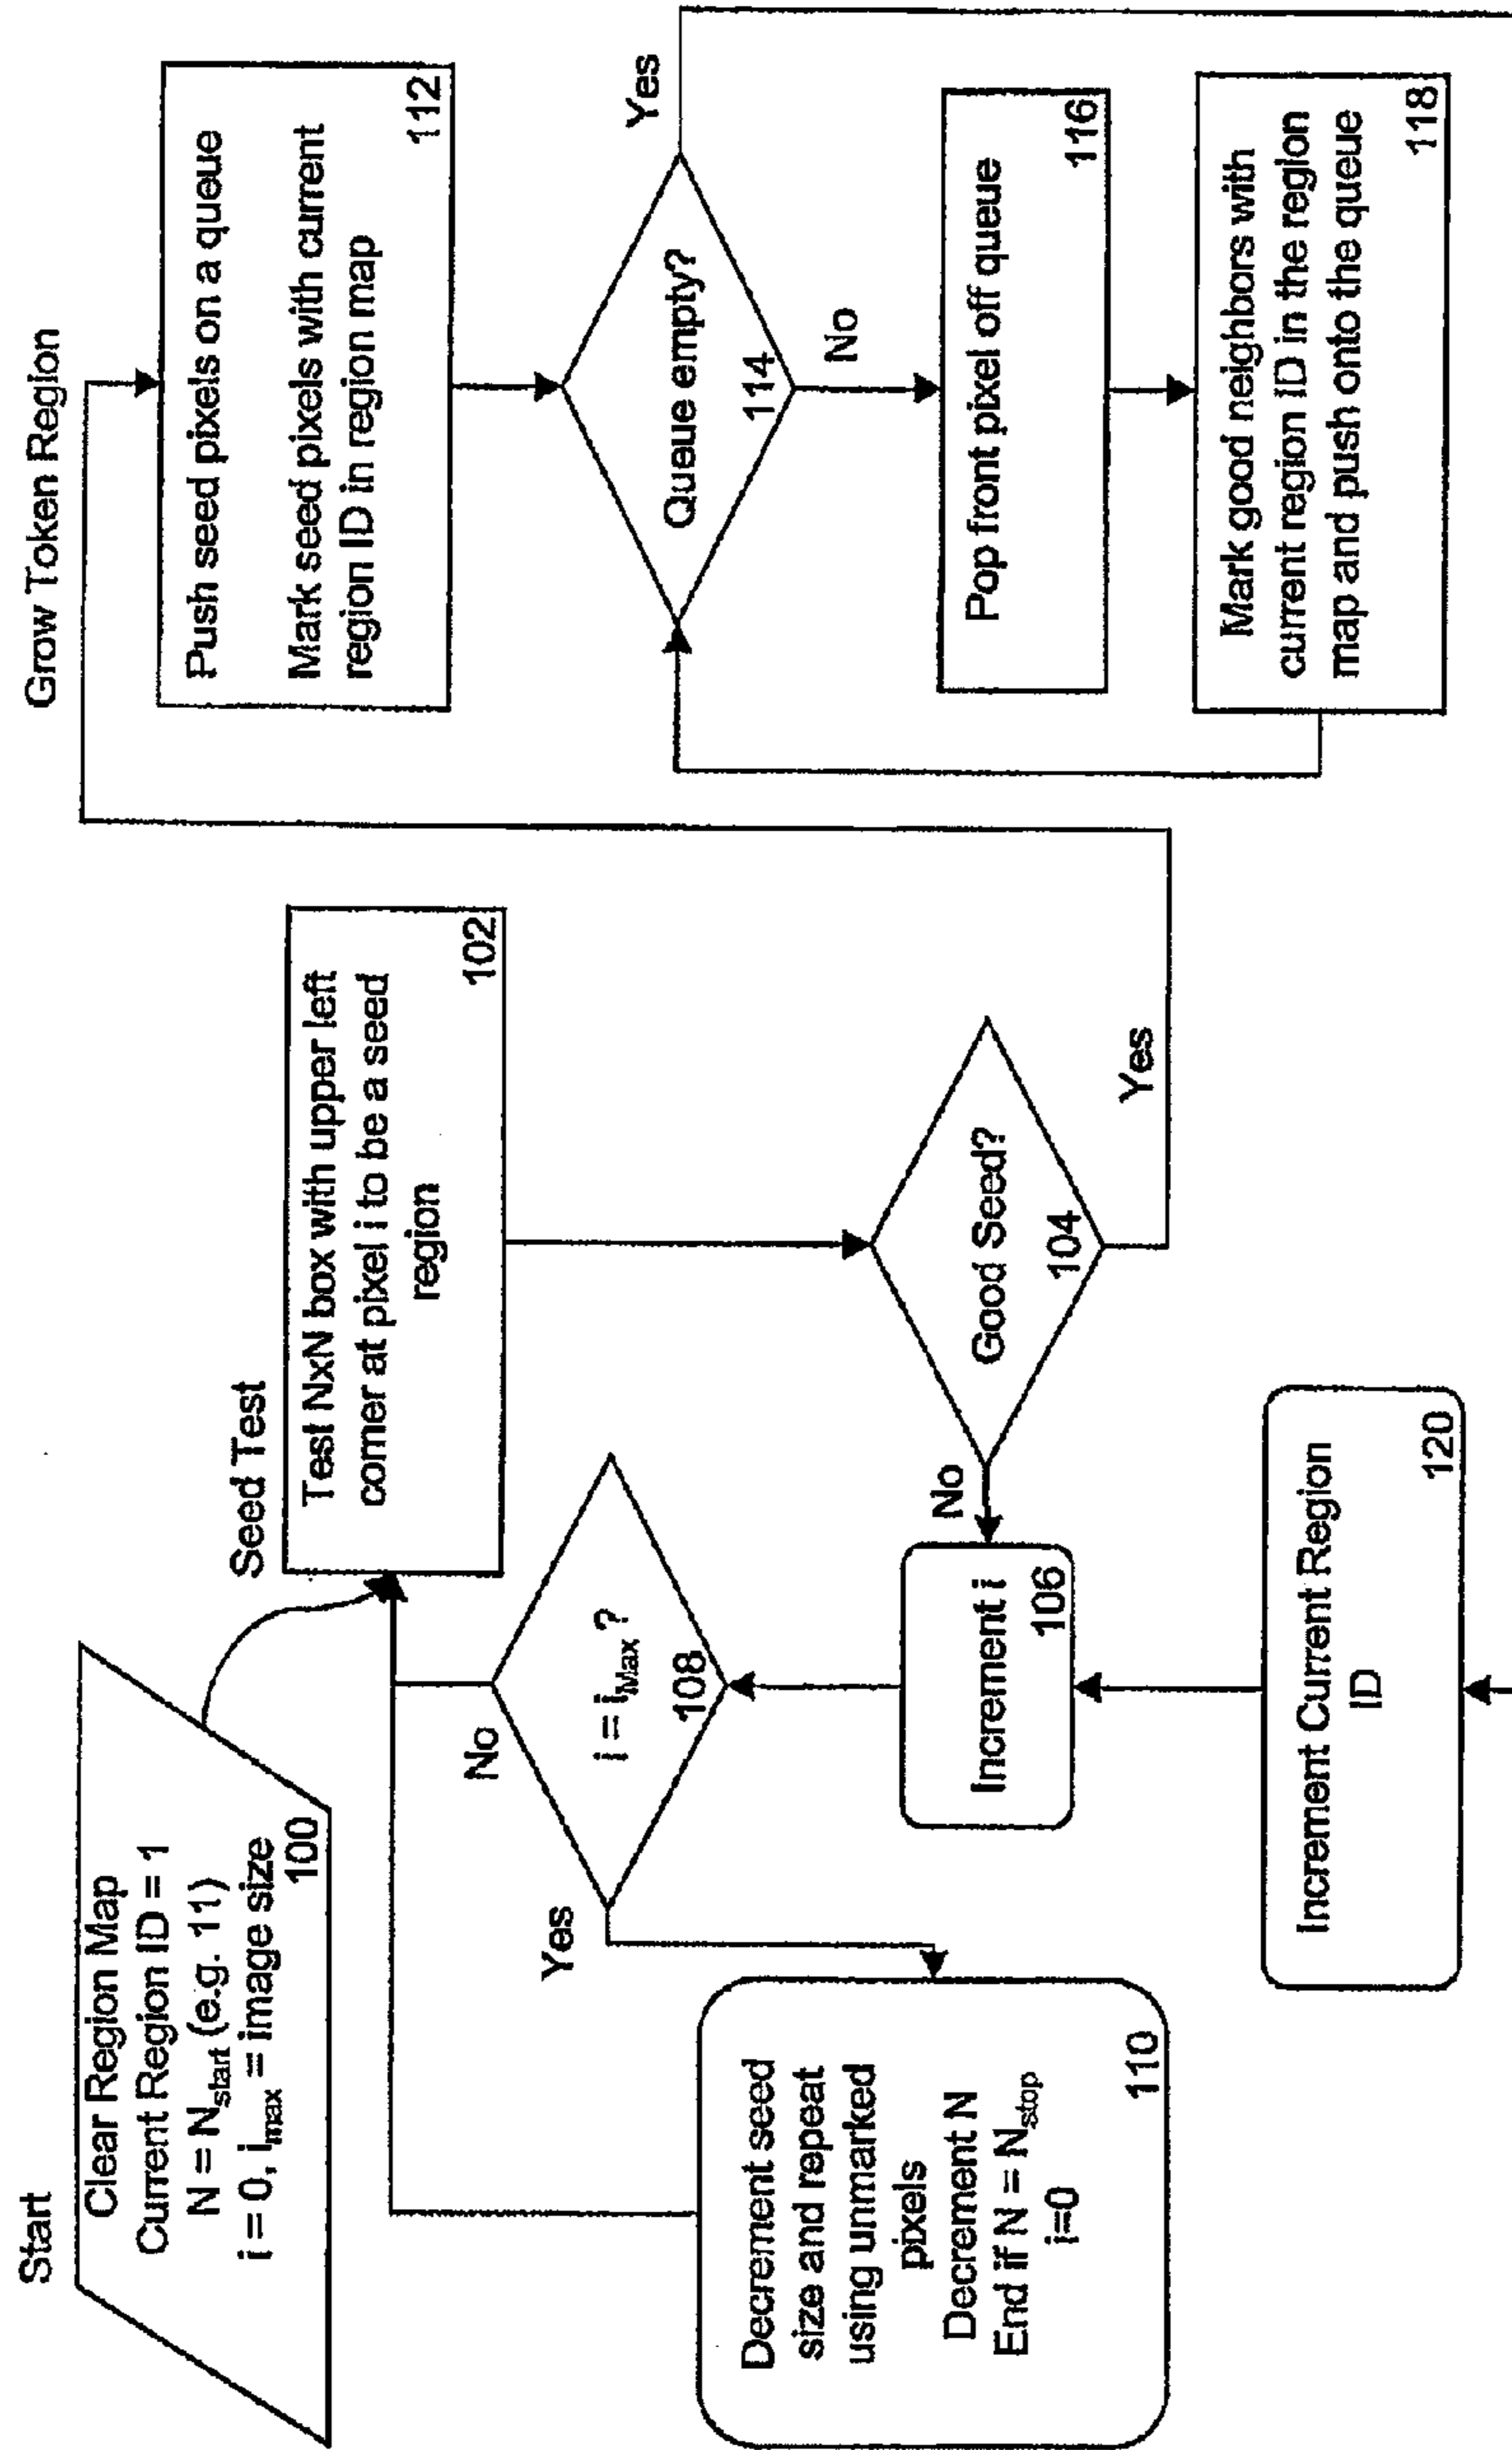 Start
Clear Region Map
Current Region ID = 1
N = Nstart (e.g. 11)
i = 0, imax = image size
100
Seed Test
Test NxN box with upper left
corner at pixel i to be a seed
region
102
Good Seed?
104
No
Yes
Increment i
106
i = iMax?
108
No
Yes
Decrement seed
size and repeat
using unmarked
pixels
Decrement N
End if N = Nstop
i=0
110
Grow Token Region
Push seed pixels on a queue
Mark seed pixels with current
region ID in region map
112
Queue empty?
114
Yes
No
Pop front pixel off queue
116
Mark good neighbors with
current region ID in the region
map and push onto the queue
118
Increment Current Region
ID
120